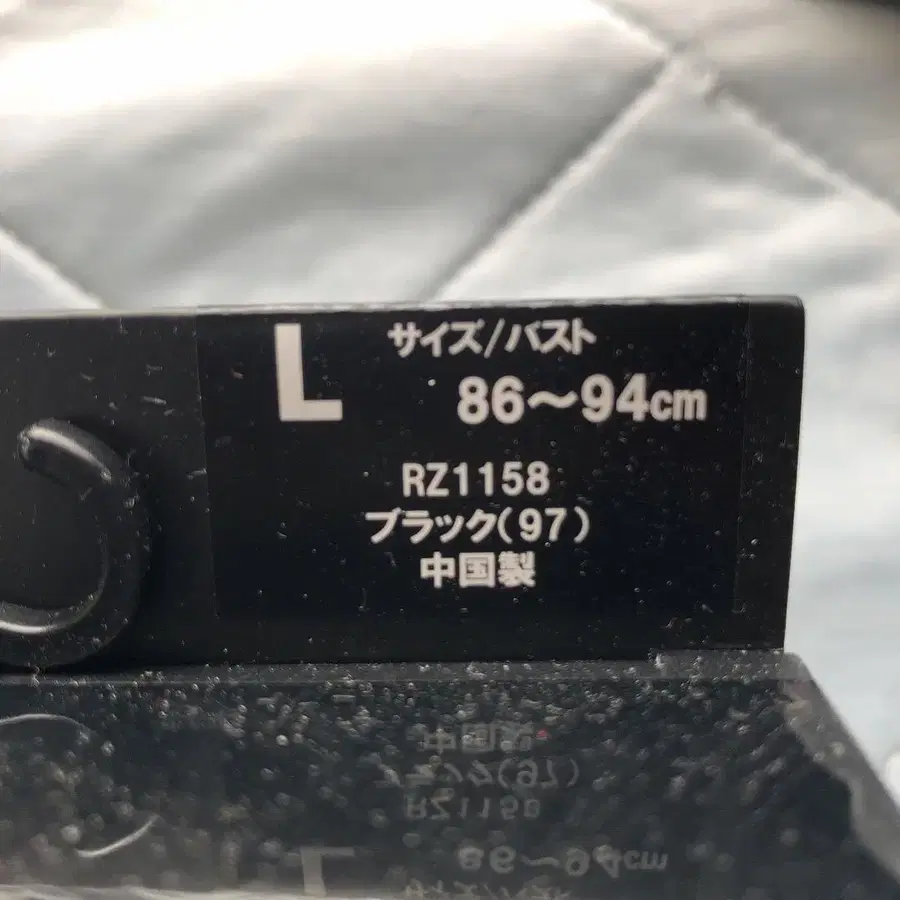 L サイズ/バスト
86〜94cm
RZ1158
ブラック(97)
中国製